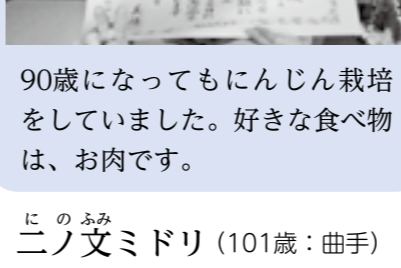 90歳になってもにんじん栽培
をしていました。好きな食べ物
は、お肉です。
に の ふみ
二ノ文ミドリ（101歳：曲手）